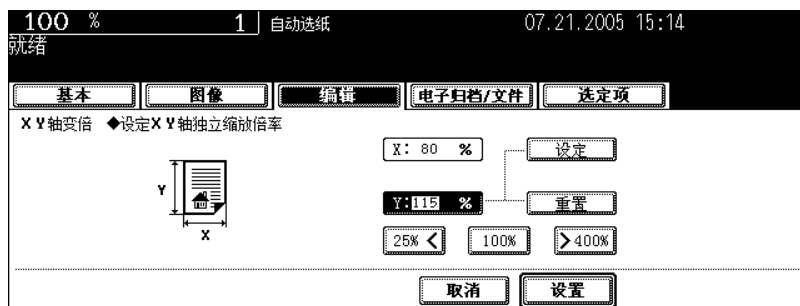 100 % 1 自动选纸 07.21.2005 15:14
就绪
基本 图像 编辑 电子归档/文件 选定项
X Y轴变倍 ◆设定X Y轴独立缩放倍率
X: 80 % 设定
Y
Y:115 % 重置
X
25% < 100% >400%
取消 设置